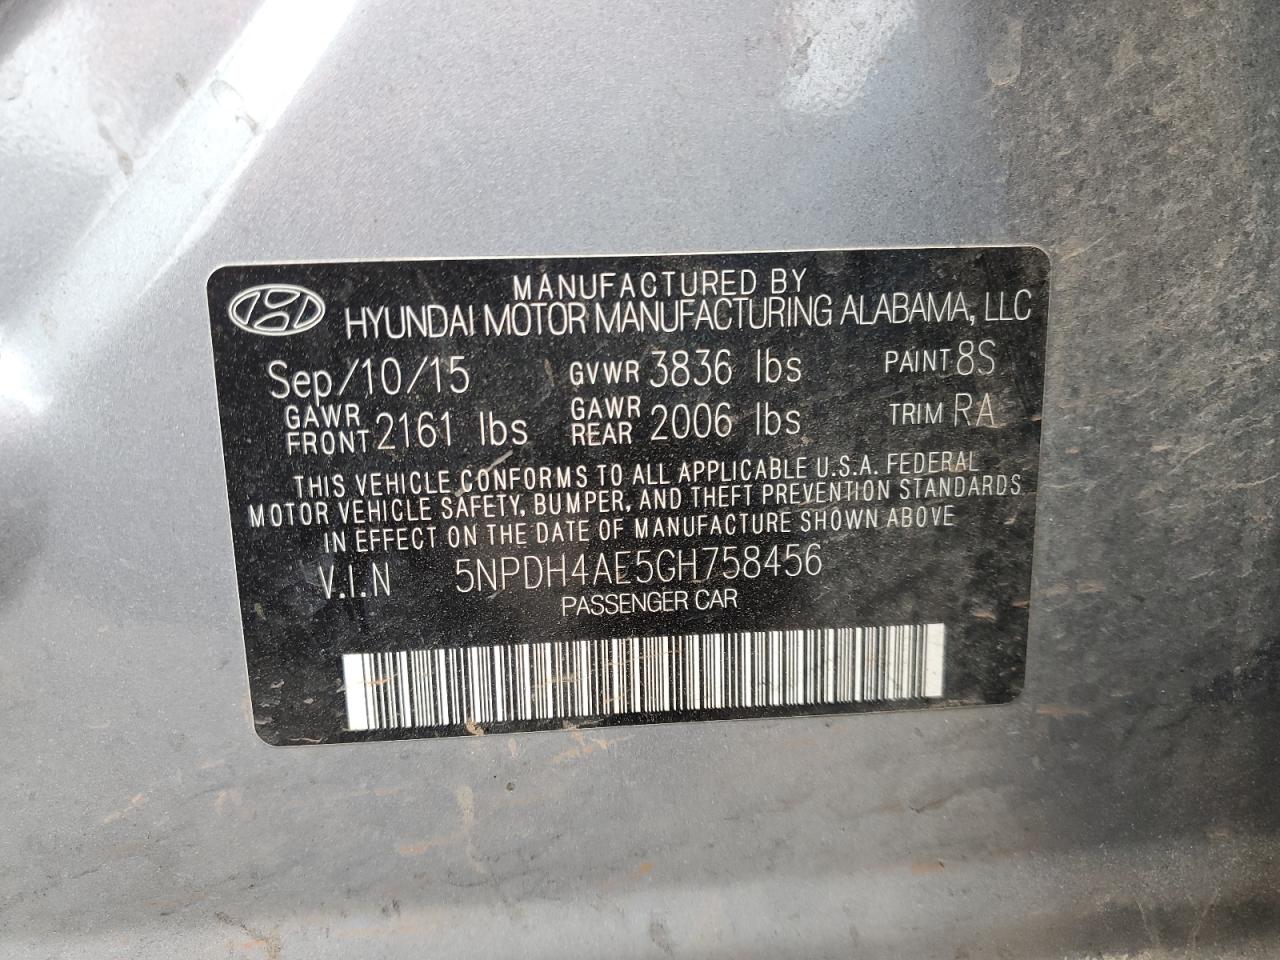 MANUFACTURED BY
HYUNDAI MOTOR MANUFACTURING ALABAMA, LLC
Sep/10/15 GVWR 3836 lbs PAINT 8S
GAWR FRONT 2161 lbs GAWR REAR 2006 lbs TRIM RA
THIS VEHICLE CONFORMS TO ALL APPLICABLE U.S.A. FEDERAL
MOTOR VEHICLE SAFETY, BUMPER, AND THEFT PREVENTION STANDARDS
IN EFFECT ON THE DATE OF MANUFACTURE SHOWN ABOVE
V.I.N 5NPDH4AE5GH758456
PASSENGER CAR